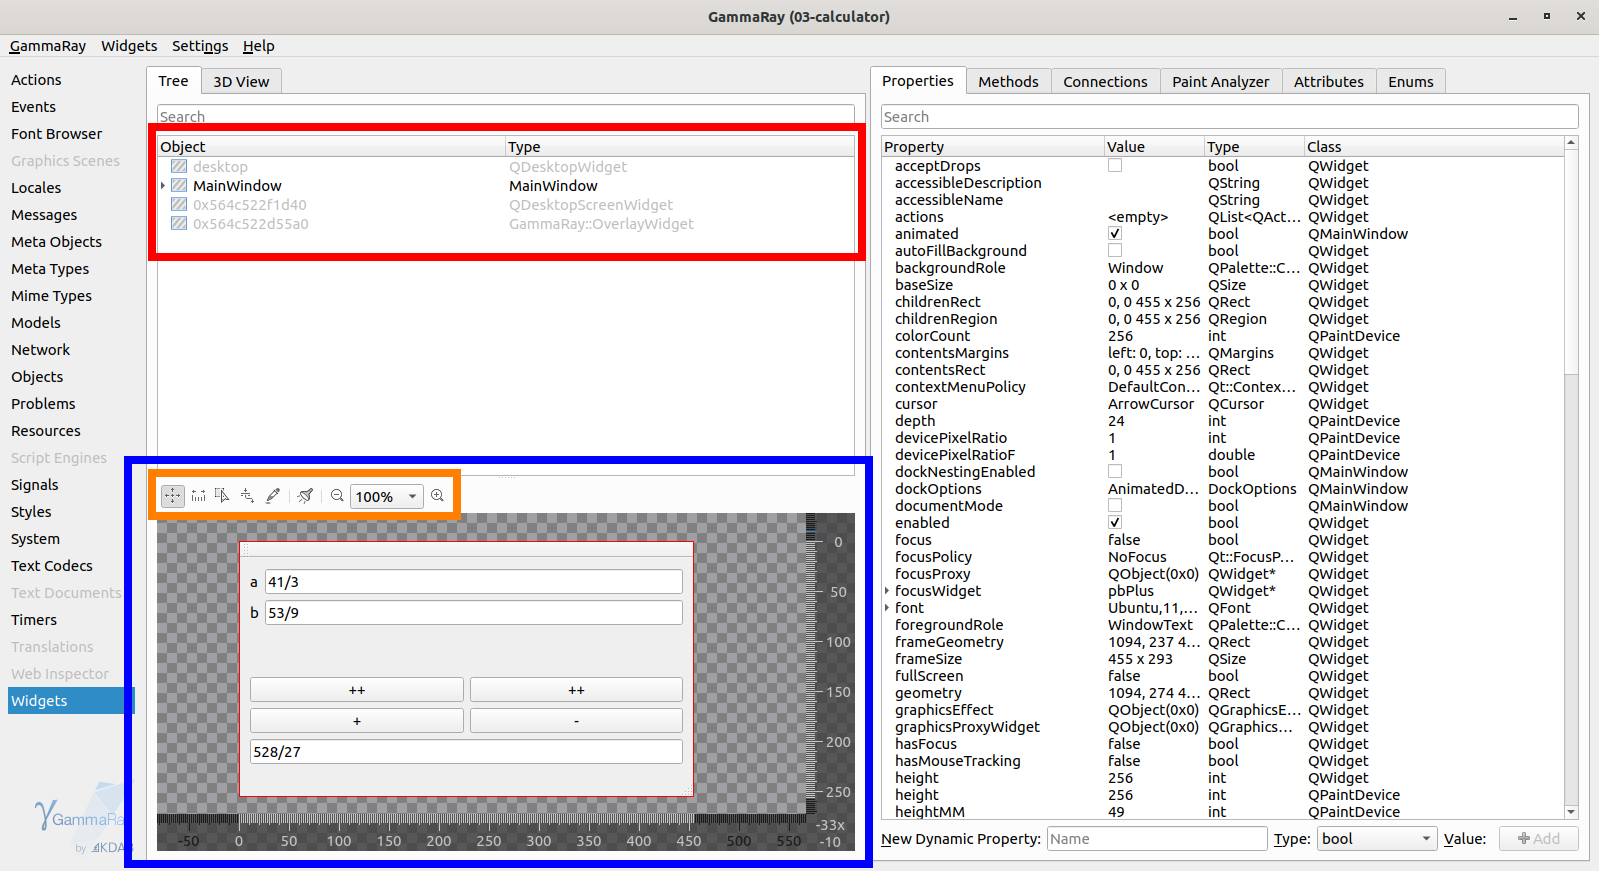 GammaRay (03-calculator)
GammaRay Widgets Settings Help
Actions
Events
Font Browser
Graphics Scenes
Locales
Messages
Meta Objects
Meta Types
Mime Types
Models
Network
Objects
Problems
Resources
Script Engines
Signals
Styles
System
Text Codecs
Text Documents
Timers
Translations
Web Inspector
Widgets
γGammaRa
by KDA
Tree 3D View
Search
Object Type
desktop QDesktopWidget
MainWindow MainWindow
0x564c522f1d40 QDesktopScreenWidget
0x564c522d55a0 GammaRay::OverlayWidget
100%
a 41/3
b 53/9
++ ++
+ -
528/27
0
50
100
150
200
250
-33x
-10
-50 0 50 100 150 200 250 300 350 400 450 500 550
Properties Methods Connections Paint Analyzer Attributes Enums
Search
Property Value Type Class
acceptDrops bool QWidget
accessibleDescription QString QWidget
accessibleName QString QWidget
actions <empty> QList<QAct... QWidget
animated bool QMainWindow
autoFillBackground bool QWidget
backgroundRole Window QPalette::C... QWidget
baseSize 0 x 0 QSize QWidget
childrenRect 0, 0 455 x 256 QRect QWidget
childrenRegion 0, 0 455 x 256 QRegion QWidget
colorCount 256 int QPaintDevice
contentsMargins left: 0, top: ... QMargins QWidget
contentsRect 0, 0 455 x 256 QRect QWidget
contextMenuPolicy DefaultCon... Qt::Contex... QWidget
cursor ArrowCursor QCursor QWidget
depth 24 int QPaintDevice
devicePixelRatio 1 int QPaintDevice
devicePixelRatioF 1 double QPaintDevice
dockNestingEnabled bool QMainWindow
dockOptions AnimatedD... DockOptions QMainWindow
documentMode bool QMainWindow
enabled bool QWidget
focus false bool QWidget
focusPolicy NoFocus Qt::FocusP... QWidget
focusProxy QObject(0x0) QWidget* QWidget
focusWidget pbPlus QWidget* QWidget
font Ubuntu,11,... QFont QWidget
foregroundRole WindowText QPalette::C... QWidget
frameGeometry 1094, 237 4... QRect QWidget
frameSize 455 x 293 QSize QWidget
fullScreen false bool QWidget
geometry 1094, 274 4... QRect QWidget
graphicsEffect QObject(0x0) QGraphicsE... QWidget
graphicsProxyWidget QObject(0x0) QGraphics... QWidget
hasFocus false bool QWidget
hasMouseTracking false bool QWidget
height 256 int QWidget
height 256 int QPaintDevice
heightMM 49 int QPaintDevice
New Dynamic Property: Name Type: bool Value: Add